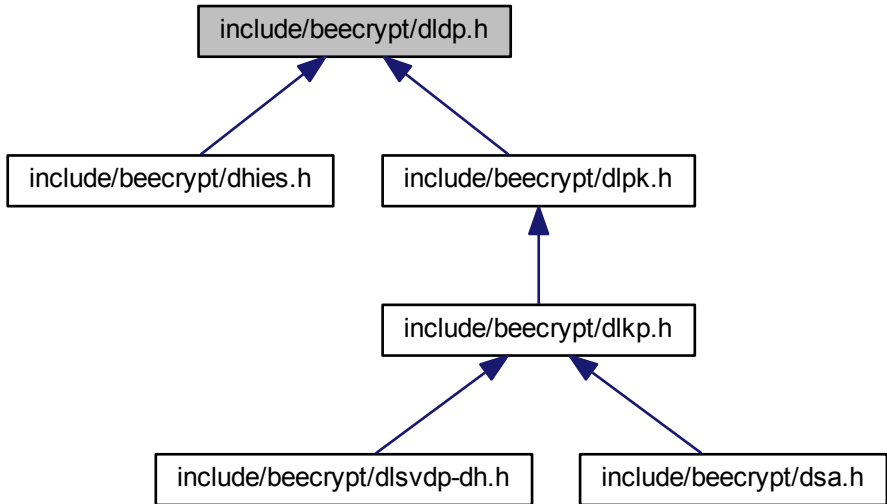 include/beecrypt/dldp.h
include/beecrypt/dhies.h
include/beecrypt/dlpk.h
include/beecrypt/dlkp.h
include/beecrypt/dlsvdp-dh.h
include/beecrypt/dsa.h